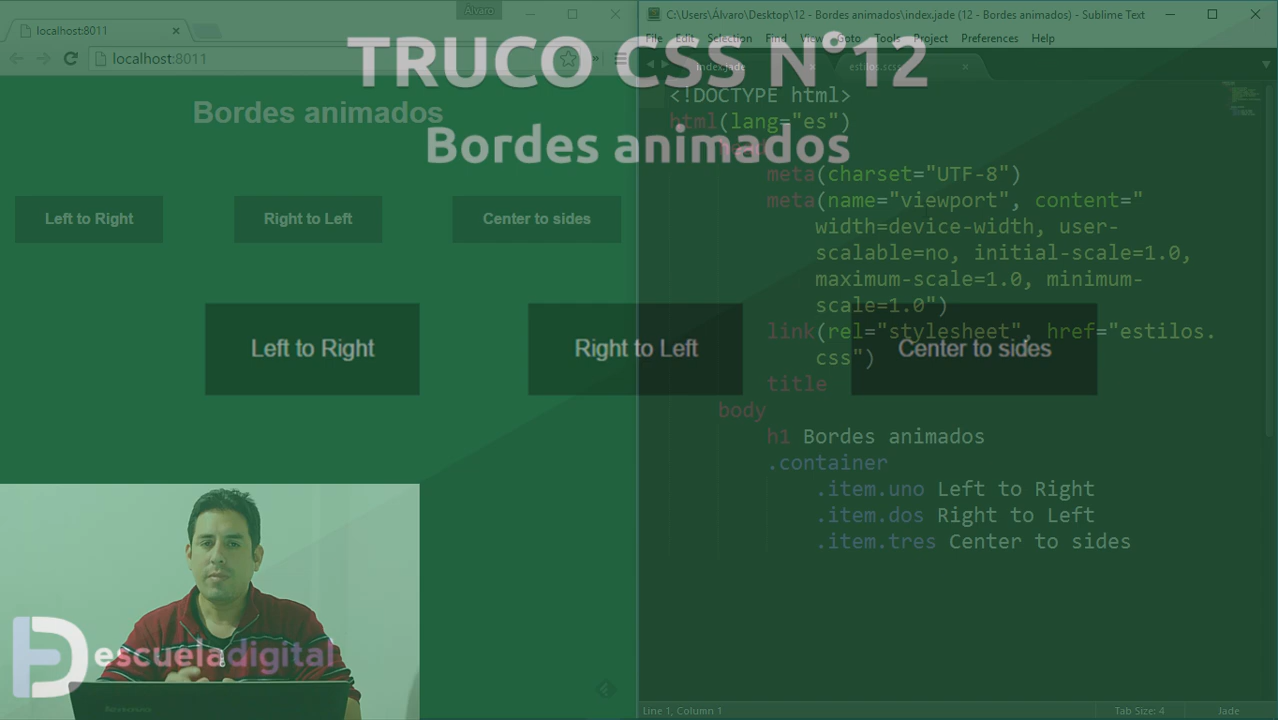 Álvaro
localhost:8011
localhost:8011
TRUCO CSS N°12
Bordes animados
Bordes animados
Left to Right
Right to Left
Center to sides
Left to Right
Right to Left
Center to sides
escueladigital
C:\Users\Álvaro\Desktop\12 - Bordes animados\index.jade (12 - Bordes animados) - Sublime Text
File Edit Selection Find View Goto Tools Project Preferences Help
index.jade
estilos.scss
<!DOCTYPE html>
html(lang="es")
head
meta(charset="UTF-8")
meta(name="viewport", content="
width=device-width, user-
scalable=no, initial-scale=1.0,
maximum-scale=1.0, minimum-
scale=1.0")
link(rel="stylesheet", href="estilos.
css")
title
body
h1 Bordes animados
.container
.item.uno Left to Right
.item.dos Right to Left
.item.tres Center to sides
Line 1, Column 1
Tab Size: 4
Jade